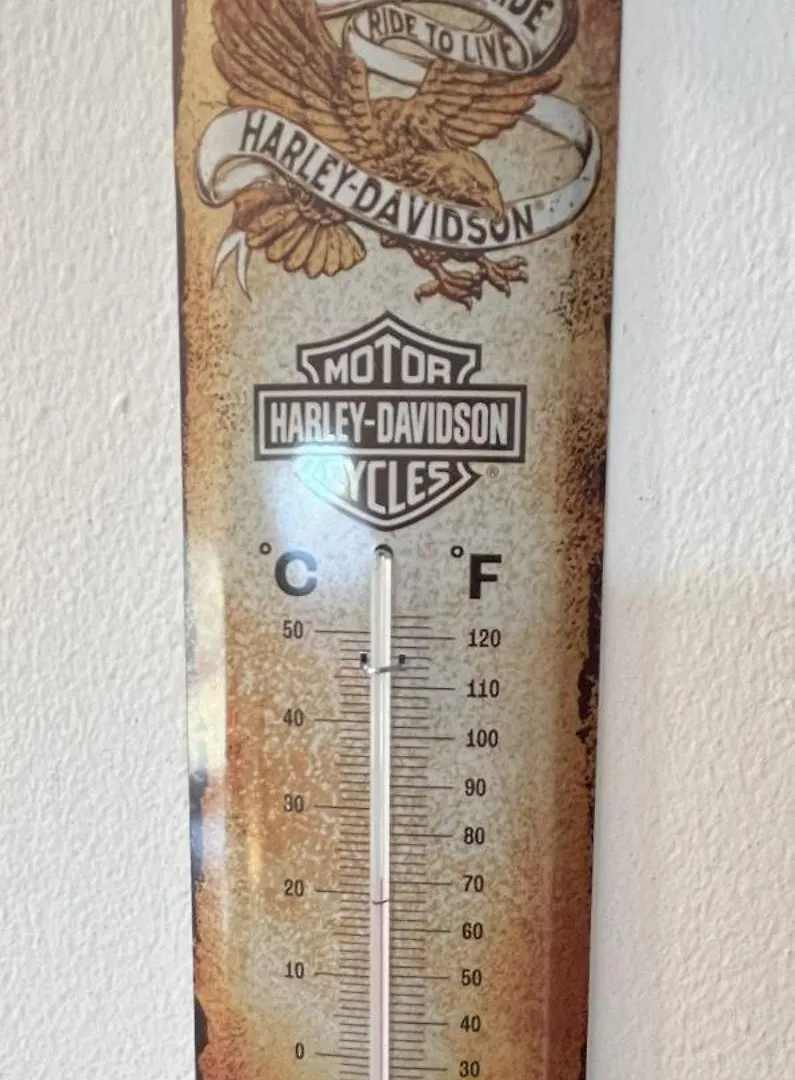 RIDE TO LIVE
HARLEY-DAVIDSON®
MOTOR
HARLEY-DAVIDSON
CYCLES®
°C °F
50 120
110
40 100
30 90
80
20 70
60
10 50
40
0 30